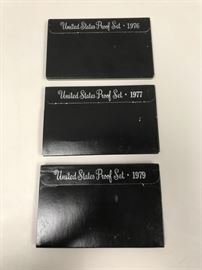 United States Proof Set · 1976
United States Proof Set · 1977
United States Proof Set · 1979